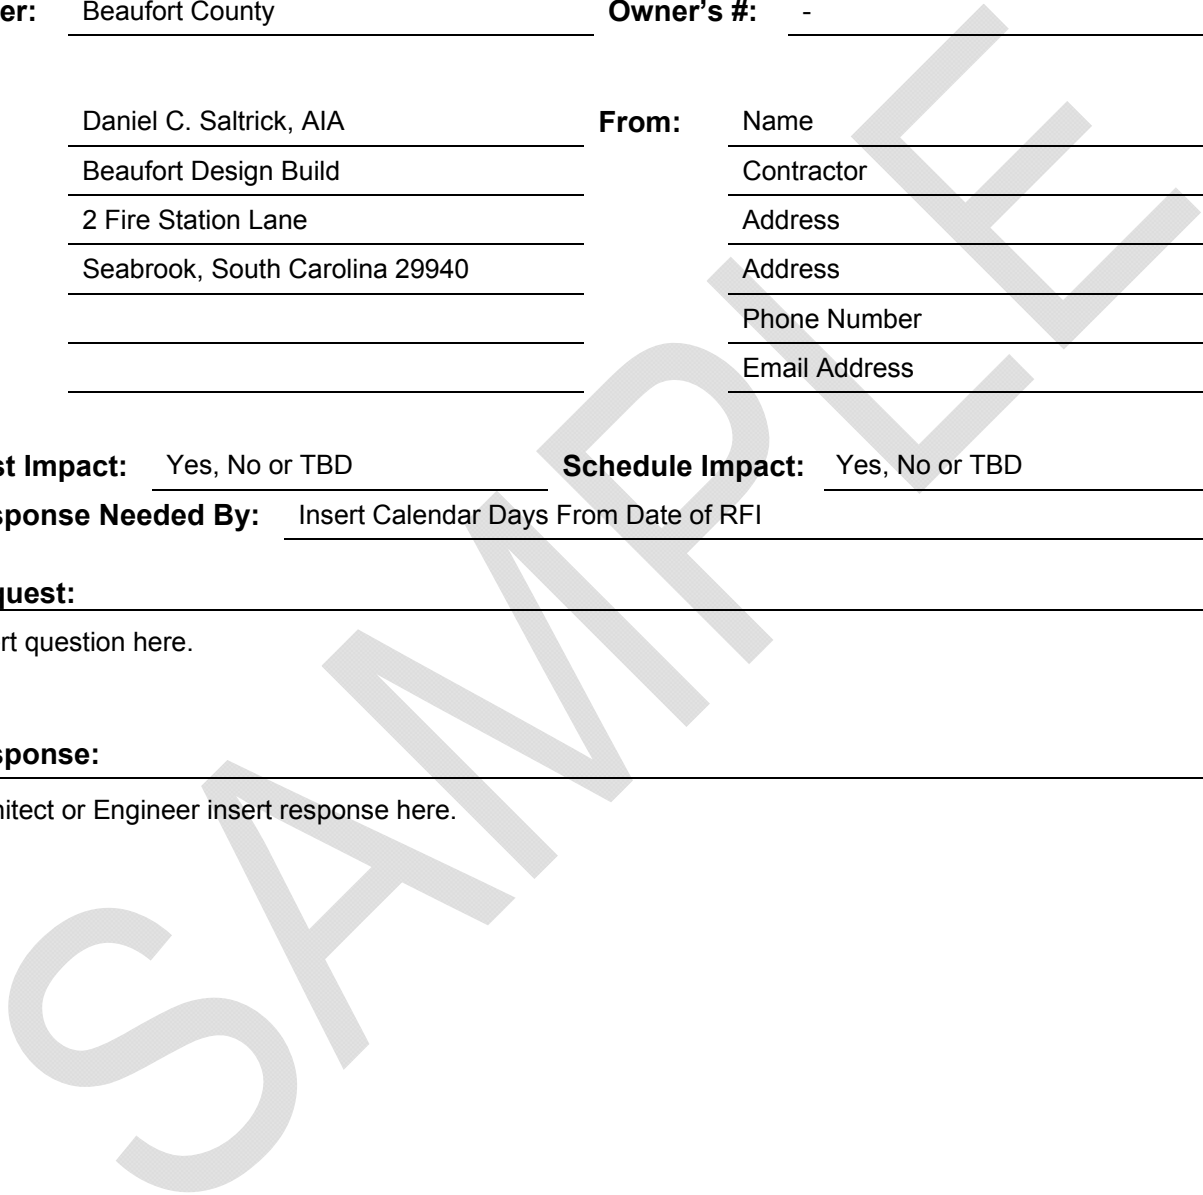 er: Beaufort County Owner’s #: -
Daniel C. Saltrick, AIA From: Name
Beaufort Design Build Contractor
2 Fire Station Lane Address
Seabrook, South Carolina 29940 Address
Phone Number
Email Address
st Impact: Yes, No or TBD Schedule Impact: Yes, No or TBD
sponse Needed By: Insert Calendar Days From Date of RFI
quest:
rt question here.
sponse:
hitect or Engineer insert response here.
SAMPLE